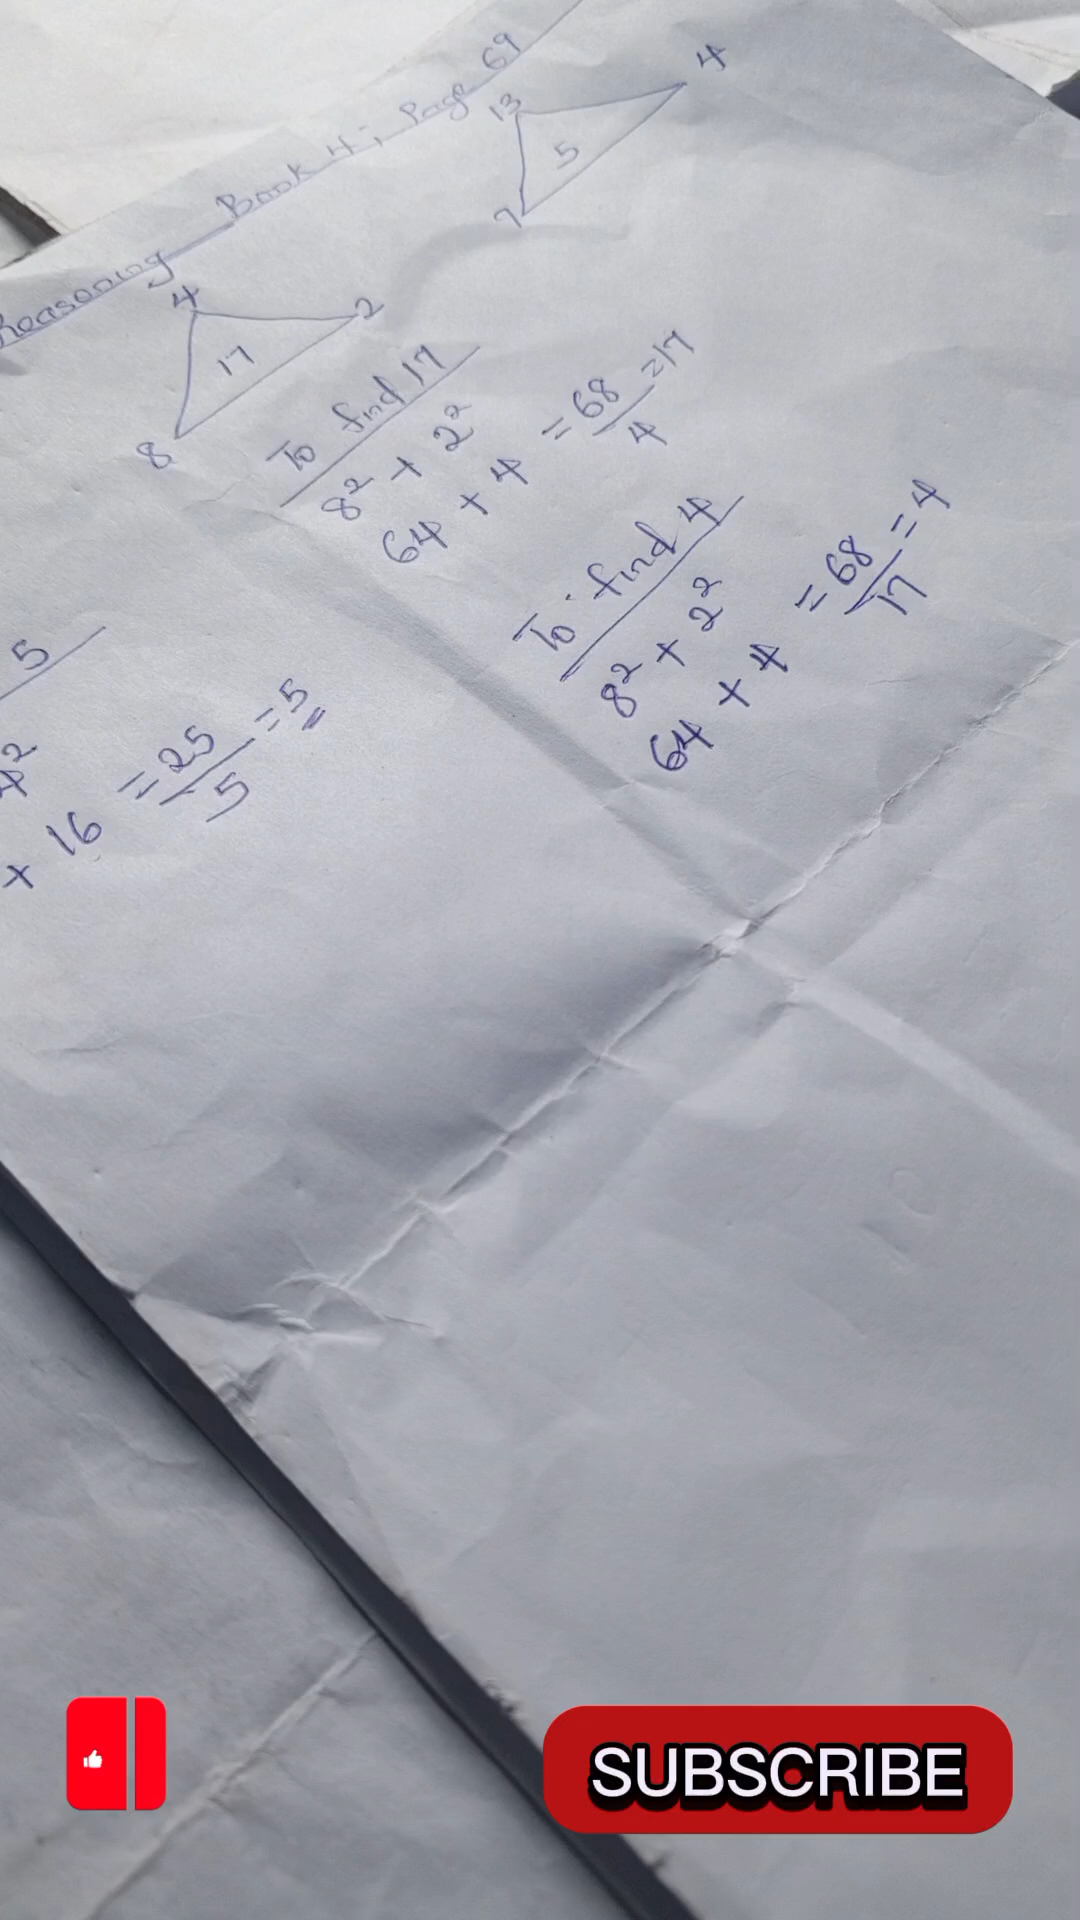 Reasoning Book 4; Page 69
4
2
17
8
13
4
5
7
To find 17
8² + 2²
64 + 4 = 68/4 = 17
To find 4
8² + 2²
64 + 4 = 68/17 = 4
5
4²
+ 16 = 25/5 = 5
SUBSCRIBE